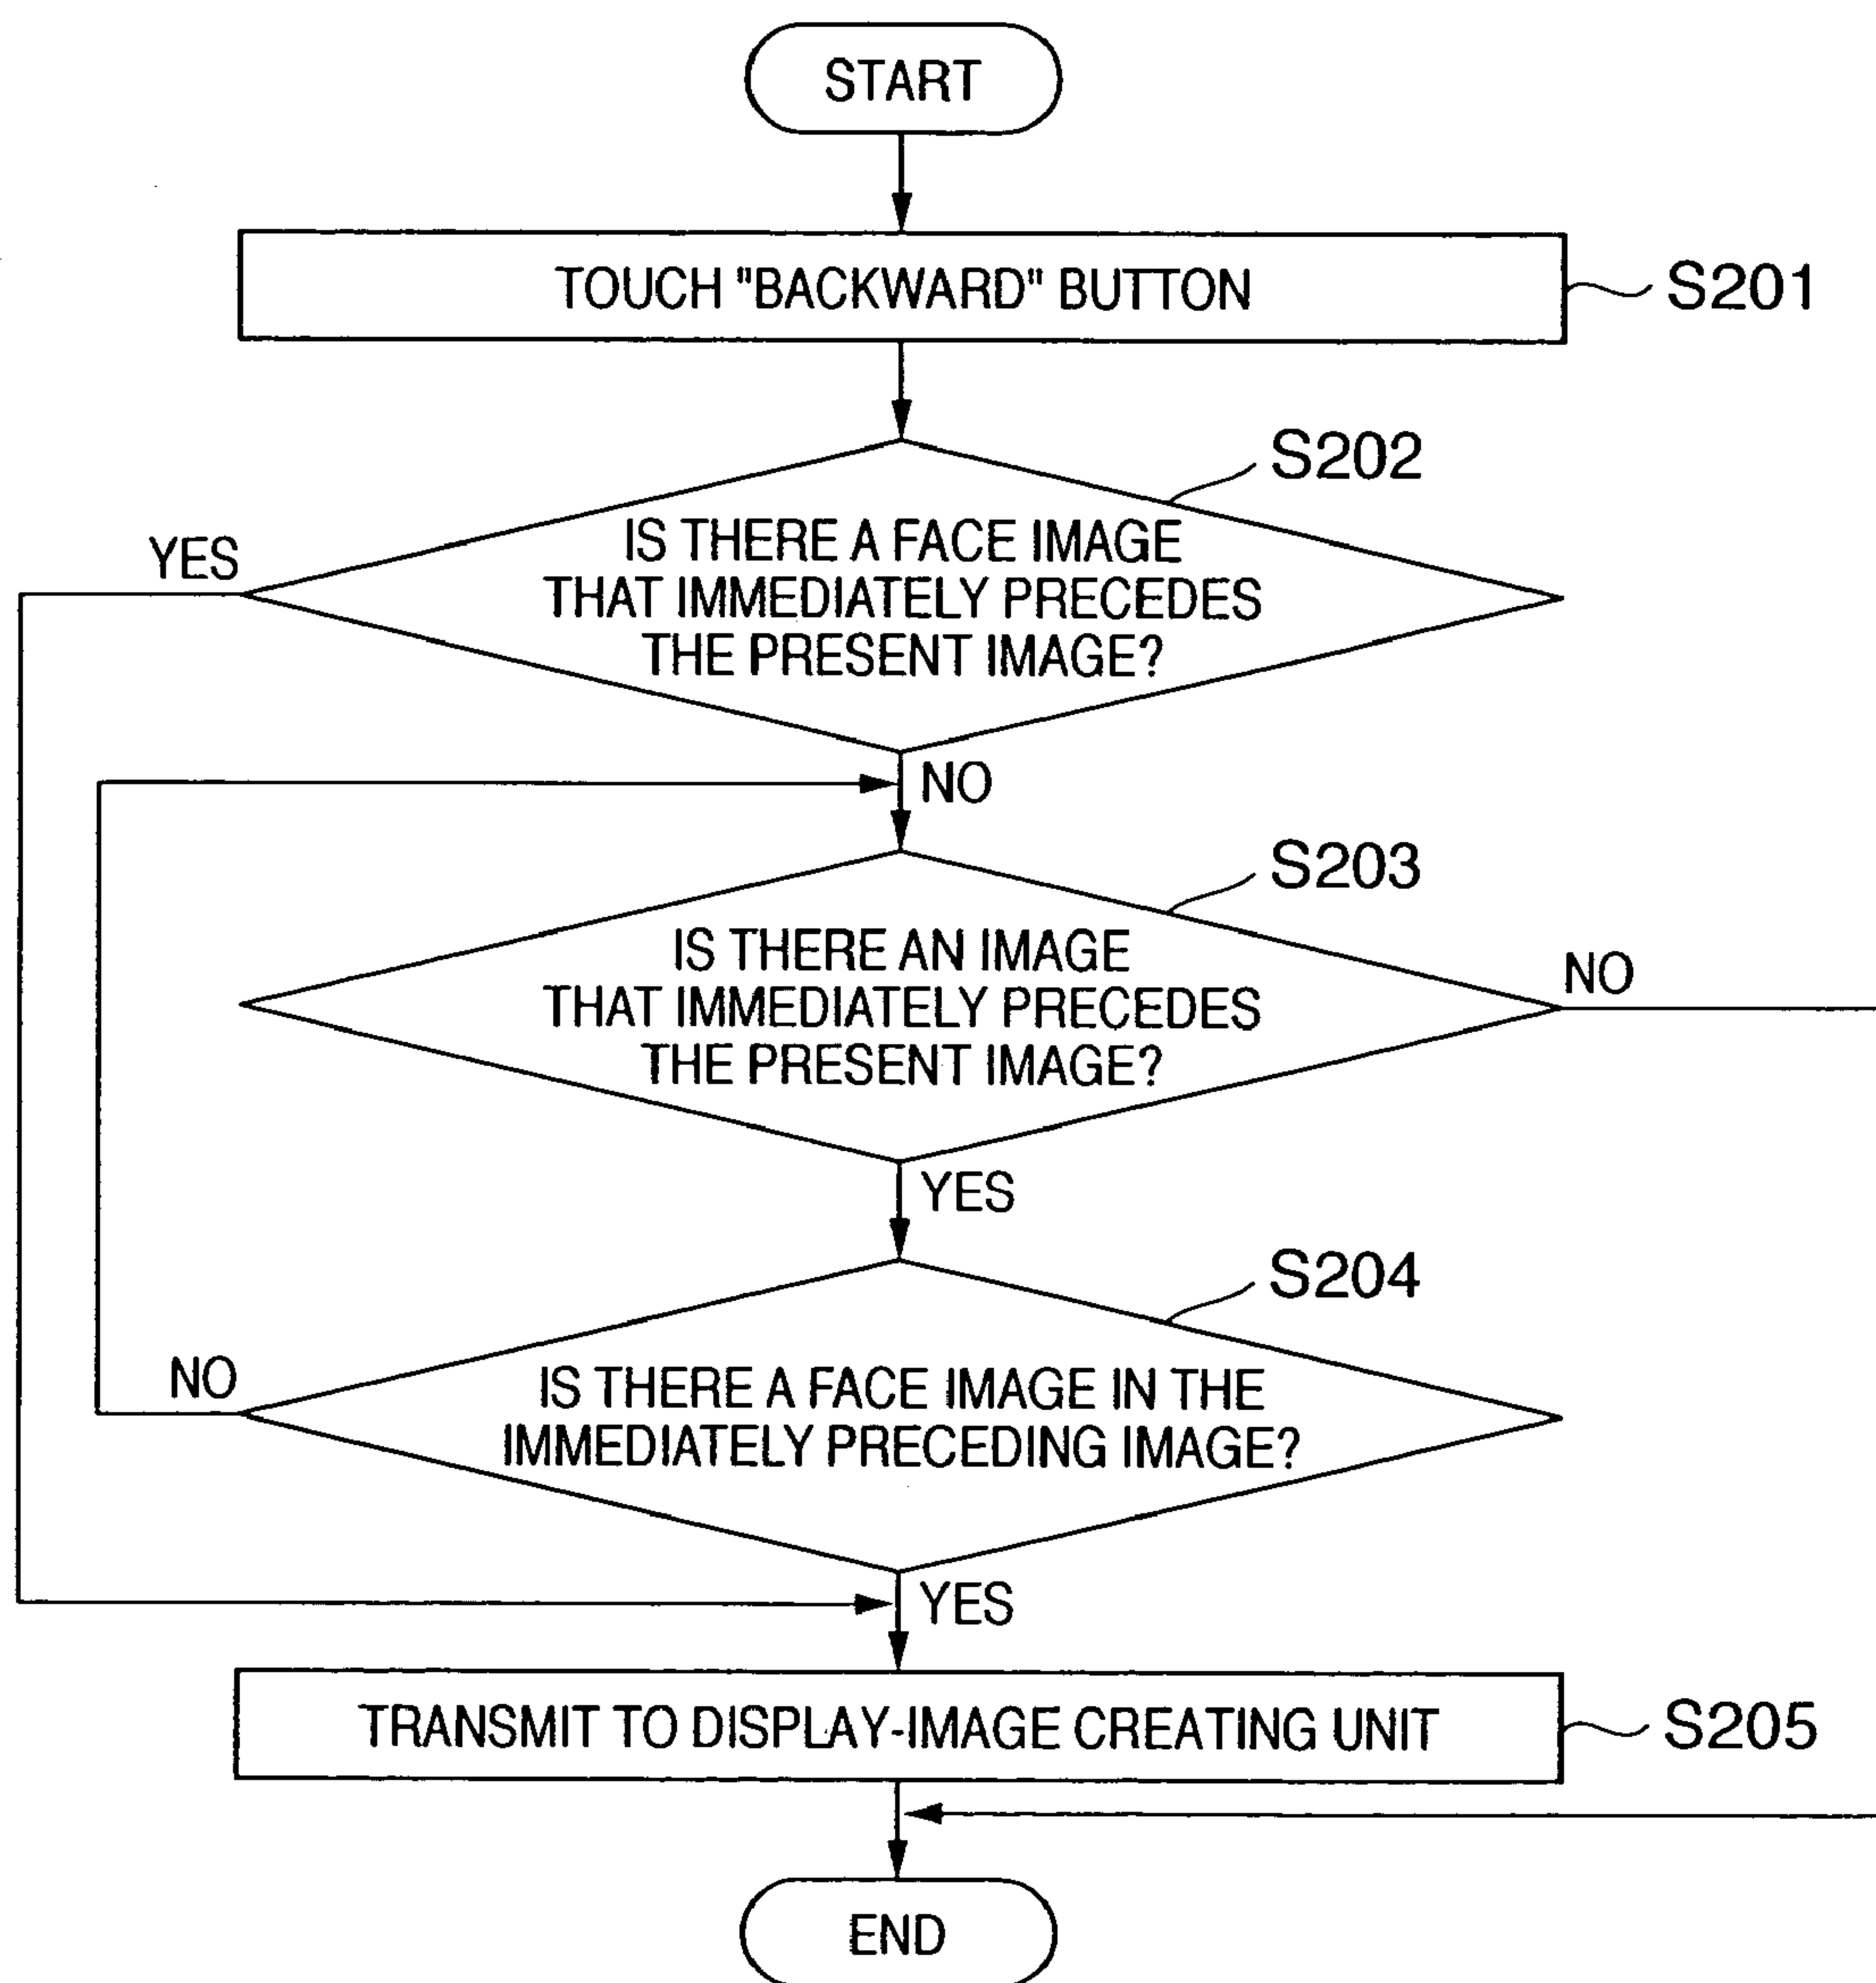 START
TOUCH "BACKWARD" BUTTON
S201
S202
YES
IS THERE A FACE IMAGE
THAT IMMEDIATELY PRECEDES
THE PRESENT IMAGE?
NO
S203
IS THERE AN IMAGE
THAT IMMEDIATELY PRECEDES
THE PRESENT IMAGE?
NO
YES
S204
NO
IS THERE A FACE IMAGE IN THE
IMMEDIATELY PRECEDING IMAGE?
YES
TRANSMIT TO DISPLAY-IMAGE CREATING UNIT
S205
END